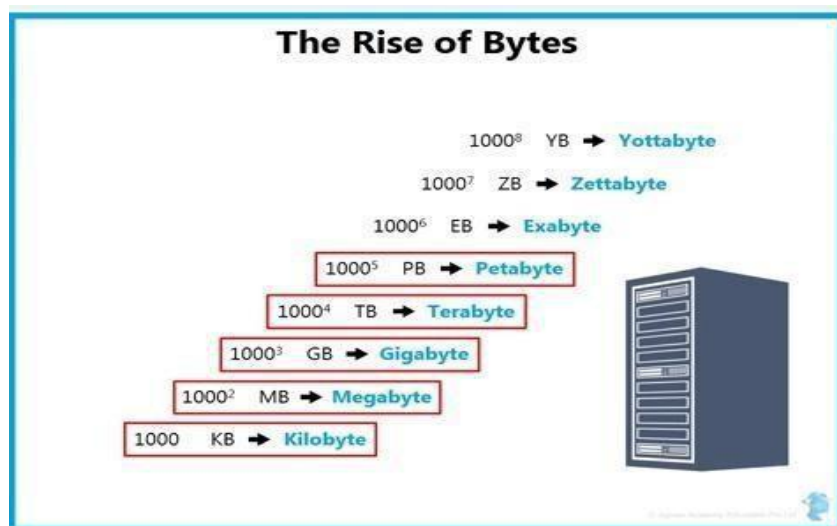 The Rise of Bytes
1000⁸ YB ➔ Yottabyte
1000⁷ ZB ➔ Zettabyte
1000⁶ EB ➔ Exabyte
1000⁵ PB ➔ Petabyte
1000⁴ TB ➔ Terabyte
1000³ GB ➔ Gigabyte
1000² MB ➔ Megabyte
1000 KB ➔ Kilobyte